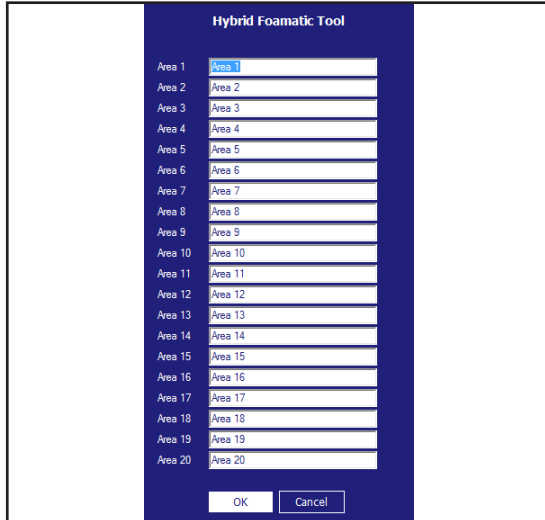 Hybrid Foamatic Tool
Area 1 Area 1
Area 2 Area 2
Area 3 Area 3
Area 4 Area 4
Area 5 Area 5
Area 6 Area 6
Area 7 Area 7
Area 8 Area 8
Area 9 Area 9
Area 10 Area 10
Area 11 Area 11
Area 12 Area 12
Area 13 Area 13
Area 14 Area 14
Area 15 Area 15
Area 16 Area 16
Area 17 Area 17
Area 18 Area 18
Area 19 Area 19
Area 20 Area 20
OK Cancel